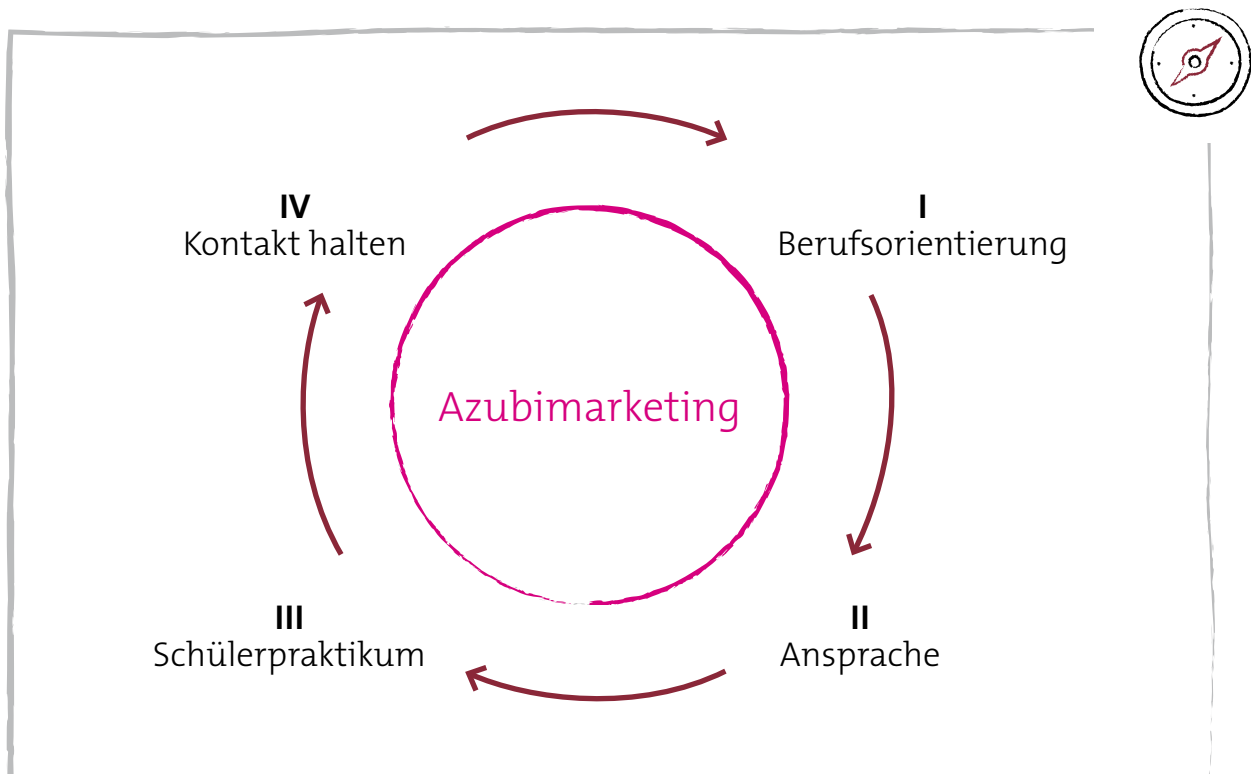 IV
Kontakt halten
I
Berufsorientierung
Azubimarketing
III
Schülerpraktikum
II
Ansprache